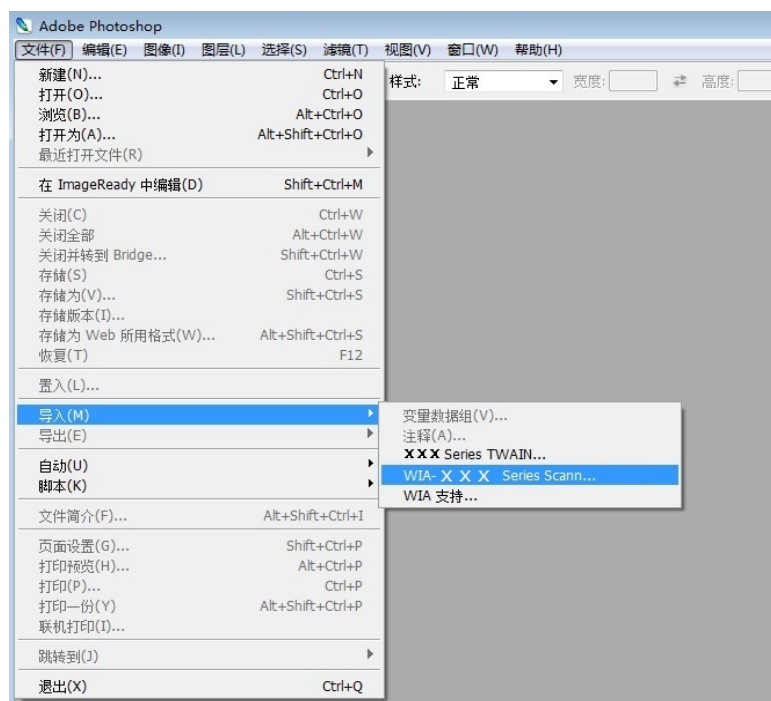 Adobe Photoshop
文件(F) 编辑(E) 图像(I) 图层(L) 选择(S) 滤镜(T) 视图(V) 窗口(W) 帮助(H)
样式: 正常 宽度: 高度:
新建(N)... Ctrl+N
打开(O)... Ctrl+O
浏览(B)... Alt+Ctrl+O
打开为(A)... Alt+Shift+Ctrl+O
最近打开文件(R)
在 ImageReady 中编辑(D) Shift+Ctrl+M
关闭(C) Ctrl+W
关闭全部 Alt+Ctrl+W
关闭并转到 Bridge... Shift+Ctrl+W
存储(S) Ctrl+S
存储为(V)... Shift+Ctrl+S
存储版本(I)...
存储为 Web 所用格式(W)... Alt+Shift+Ctrl+S
恢复(T) F12
置入(L)...
导入(M)
导出(E)
变量数据组(V)...
注释(A)...
XXX Series TWAIN...
WIA- X X X Series Scann...
WIA 支持...
自动(U)
脚本(K)
文件简介(F)... Alt+Shift+Ctrl+I
页面设置(G)... Shift+Ctrl+P
打印预览(H)... Alt+Ctrl+P
打印(P)... Ctrl+P
打印一份(Y) Alt+Shift+Ctrl+P
联机打印(I)...
跳转到(J)
退出(X) Ctrl+Q